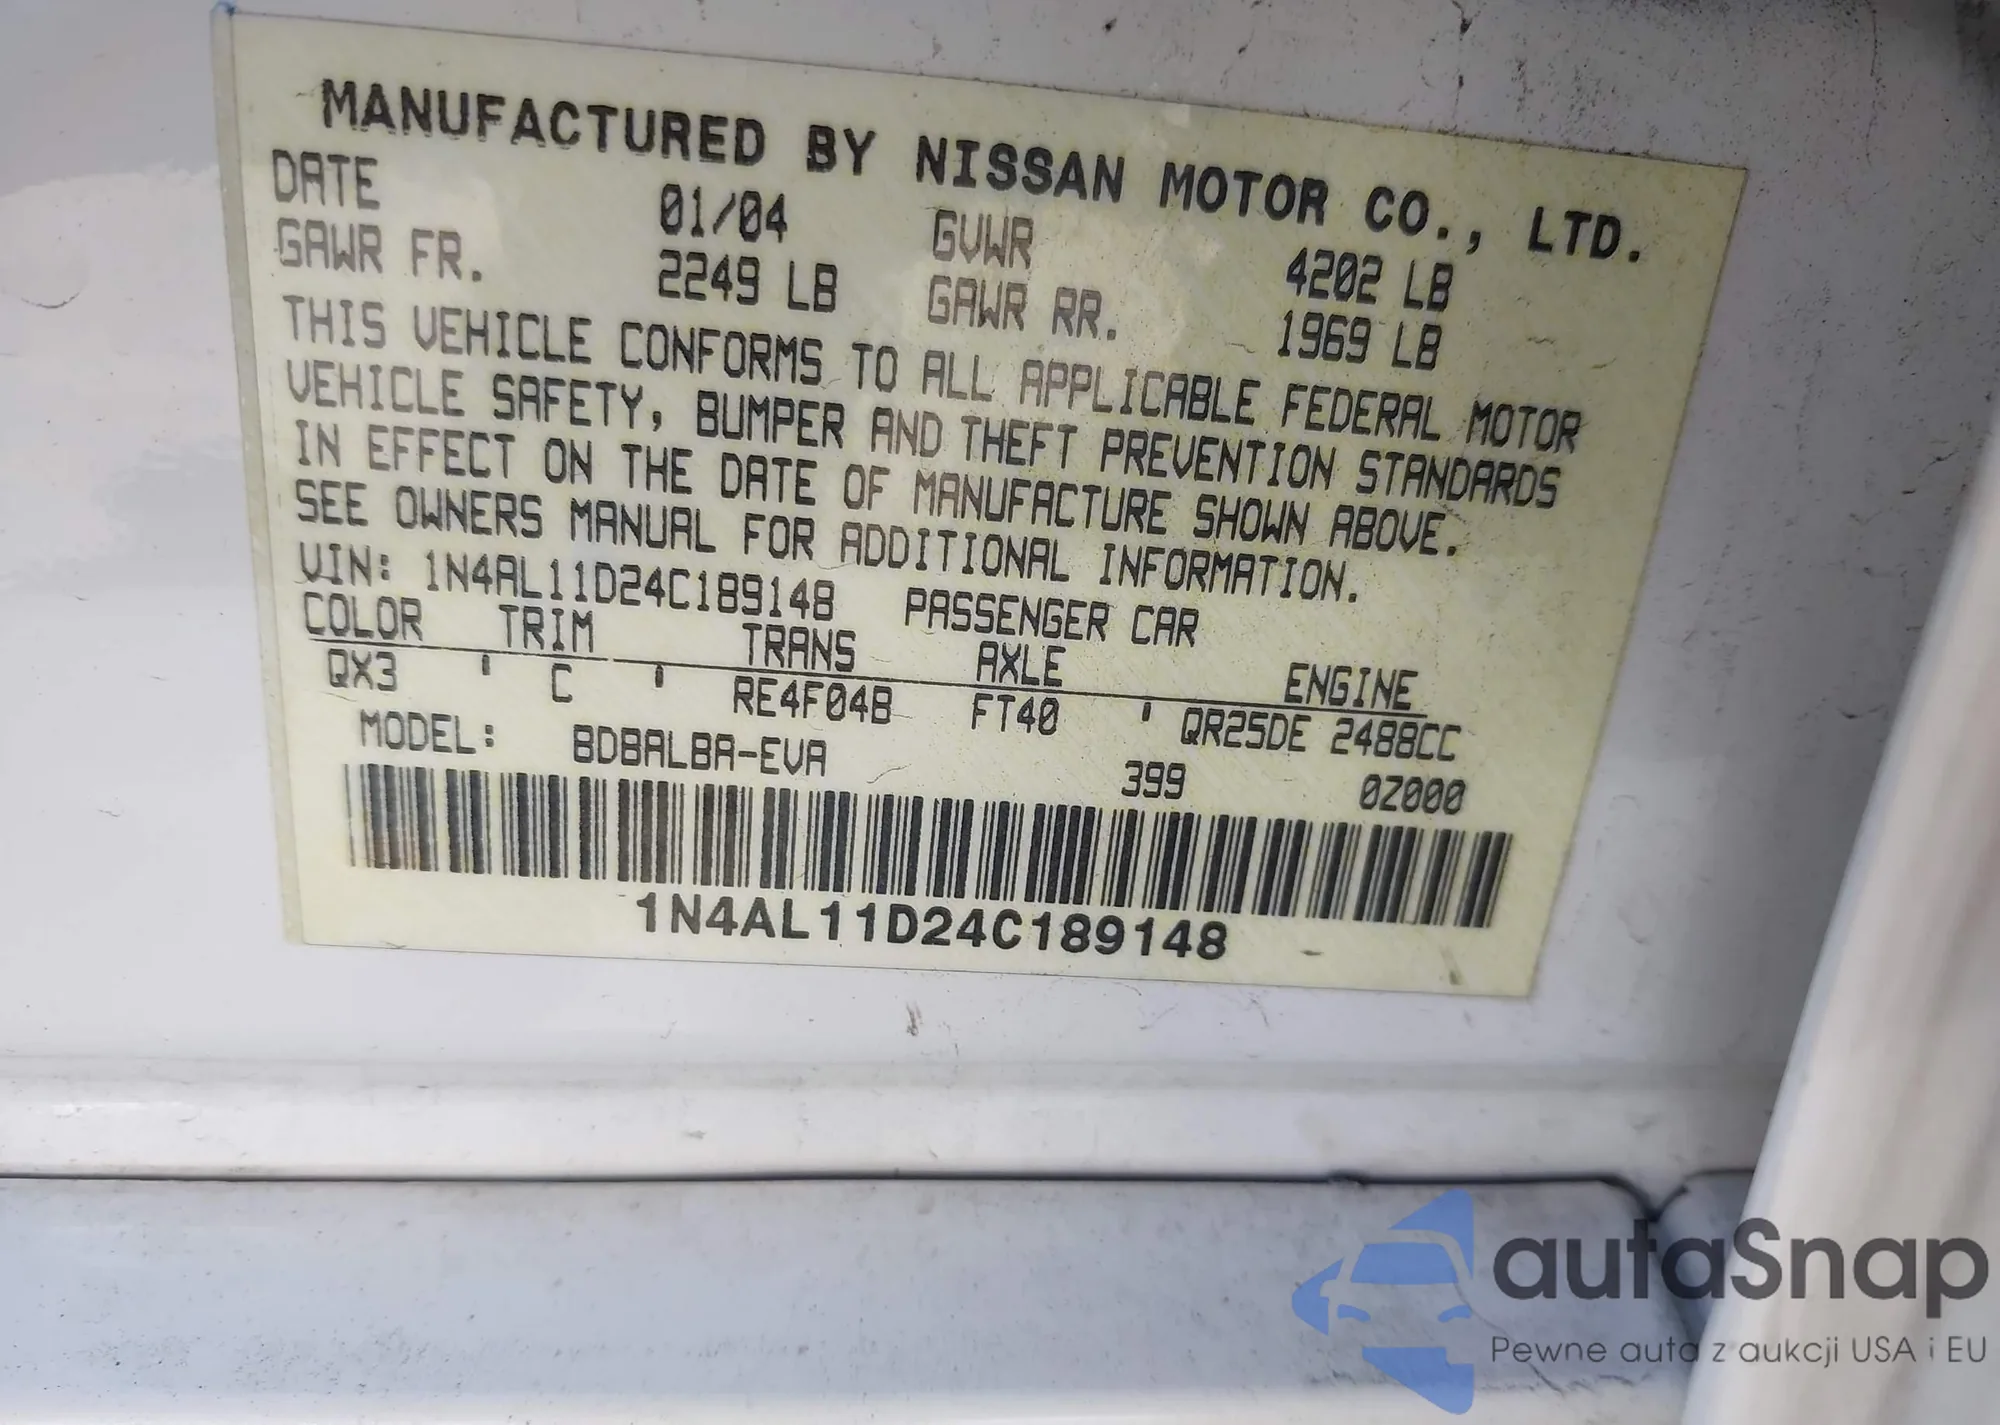 MANUFACTURED BY NISSAN MOTOR CO., LTD.
DATE 01/04 GVWR 4202 LB
GAWR FR. 2249 LB GAWR RR. 1969 LB
THIS VEHICLE CONFORMS TO ALL APPLICABLE FEDERAL MOTOR
VEHICLE SAFETY, BUMPER AND THEFT PREVENTION STANDARDS
IN EFFECT ON THE DATE OF MANUFACTURE SHOWN ABOVE.
SEE OWNERS MANUAL FOR ADDITIONAL INFORMATION.
VIN: 1N4AL11D24C189148 PASSENGER CAR
COLOR TRIM TRANS AXLE ENGINE
QX3 ' C ' RE4F04B FT40 ' QR25DE 2488CC
MODEL: BDBALBA-EVA 399 0Z000
1N4AL11D24C189148
autaSnap
Pewne auta z aukcji USA i EU